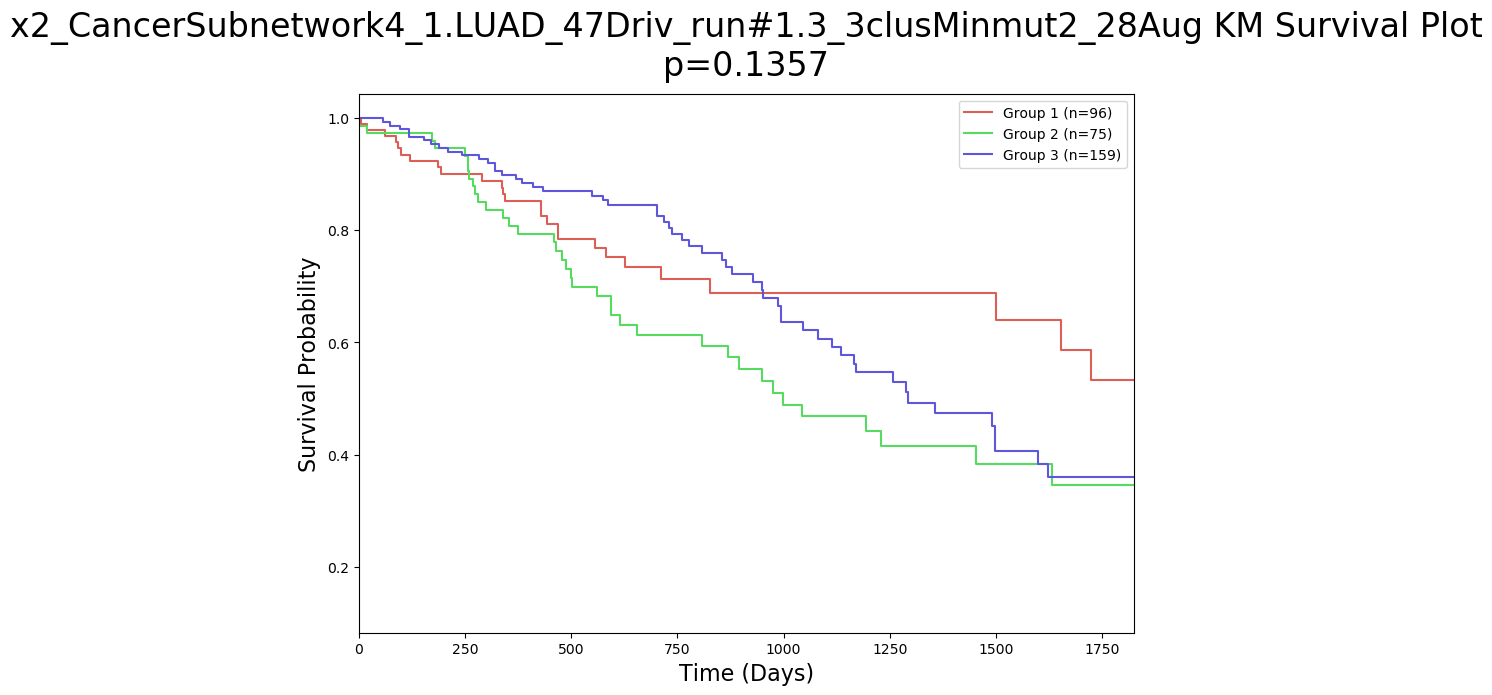 x2_CancerSubnetwork4_1.LUAD_47Driv_run#1.3_3clusMinmut2_28Aug KM Survival Plot
p=0.1357
Group 1 (n=96)
Group 2 (n=75)
Group 3 (n=159)
1.0
0.8
0.6
0.4
0.2
Survival Probability
0 250 500 750 1000 1250 1500 1750
Time (Days)